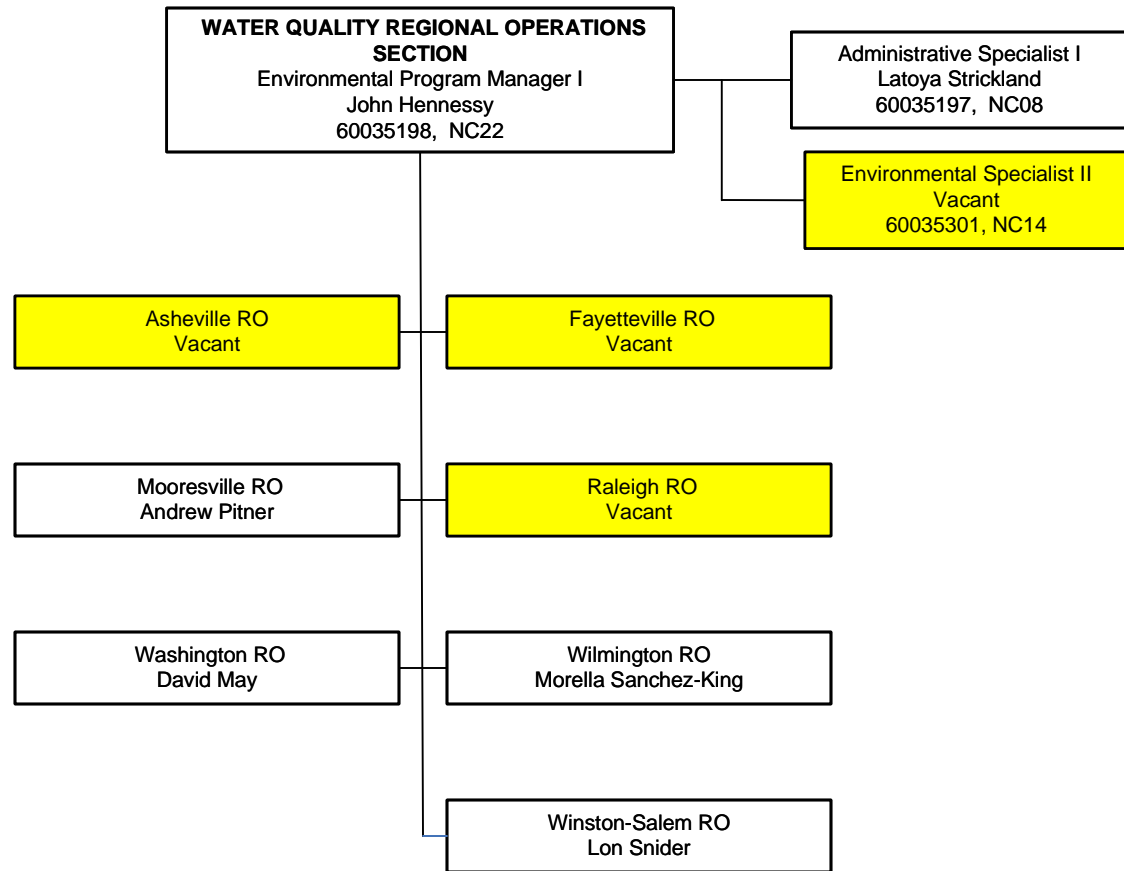 WATER QUALITY REGIONAL OPERATIONS
SECTION
Environmental Program Manager I
John Hennessy
60035198, NC22
Administrative Specialist I
Latoya Strickland
60035197, NC08
Environmental Specialist II
Vacant
60035301, NC14
Asheville RO
Vacant
Fayetteville RO
Vacant
Mooresville RO
Andrew Pitner
Raleigh RO
Vacant
Washington RO
David May
Wilmington RO
Morella Sanchez-King
Winston-Salem RO
Lon Snider